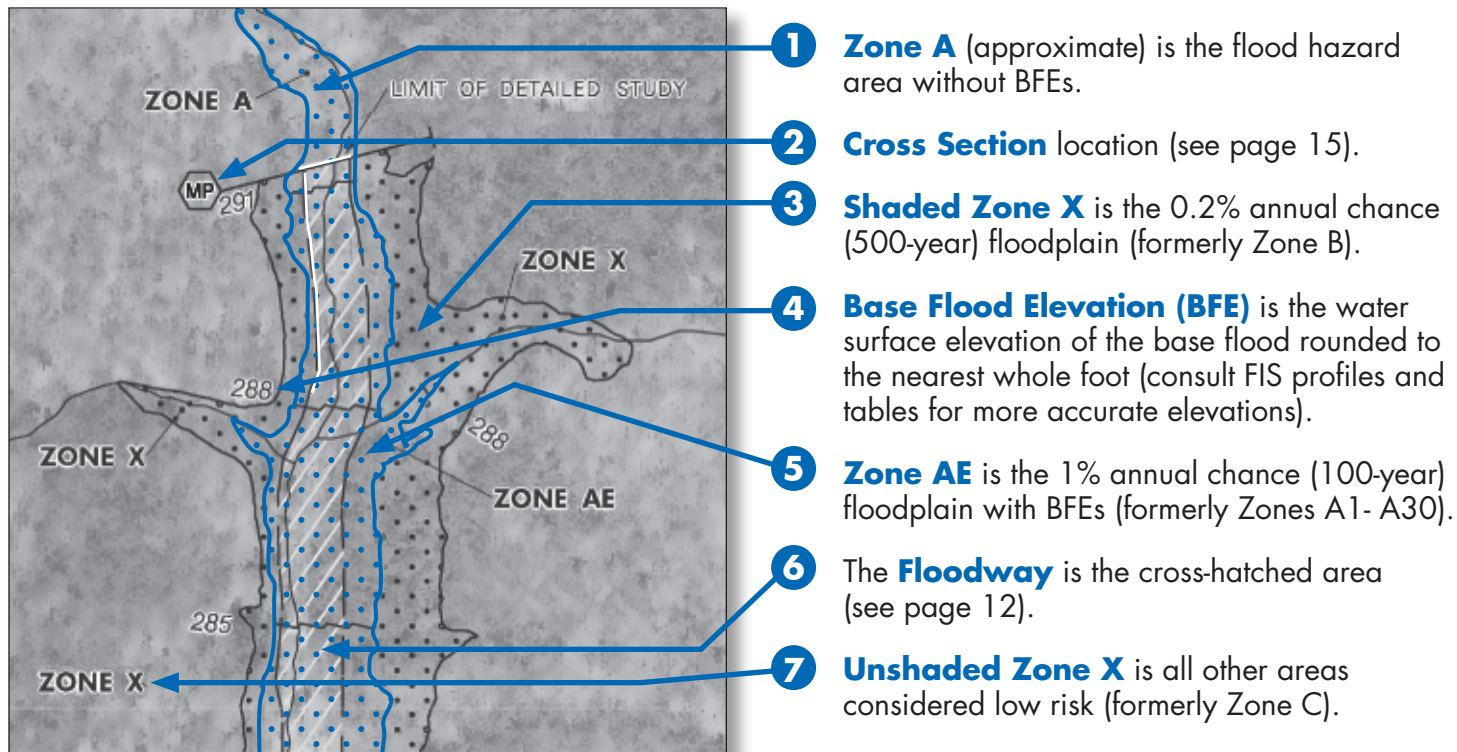 ZONE A
LIMIT OF DETAILED STUDY
MP
291
ZONE X
288
ZONE X
288
ZONE AE
285
ZONE X
1 Zone A (approximate) is the flood hazard
area without BFEs.
2 Cross Section location (see page 15).
3 Shaded Zone X is the 0.2% annual chance
(500-year) floodplain (formerly Zone B).
4 Base Flood Elevation (BFE) is the water
surface elevation of the base flood rounded to
the nearest whole foot (consult FIS profiles and
tables for more accurate elevations).
5 Zone AE is the 1% annual chance (100-year)
floodplain with BFEs (formerly Zones A1- A30).
6 The Floodway is the cross-hatched area
(see page 12).
7 Unshaded Zone X is all other areas
considered low risk (formerly Zone C).